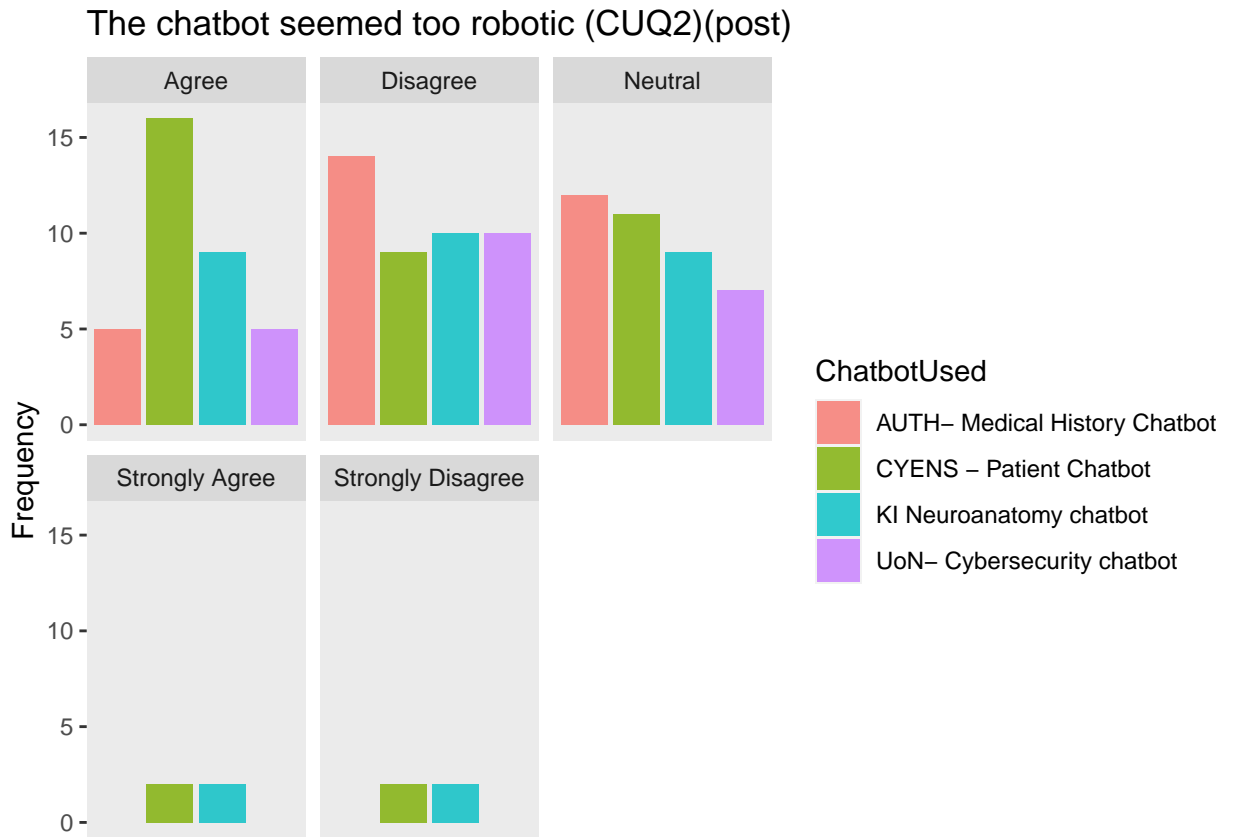 The chatbot seemed too robotic (CUQ2)(post)
Agree
Disagree
Neutral
15
10
5
0
Strongly Agree
Strongly Disagree
15
10
5
0
Frequency
ChatbotUsed
AUTH− Medical History Chatbot
CYENS − Patient Chatbot
KI Neuroanatomy chatbot
UoN− Cybersecurity chatbot